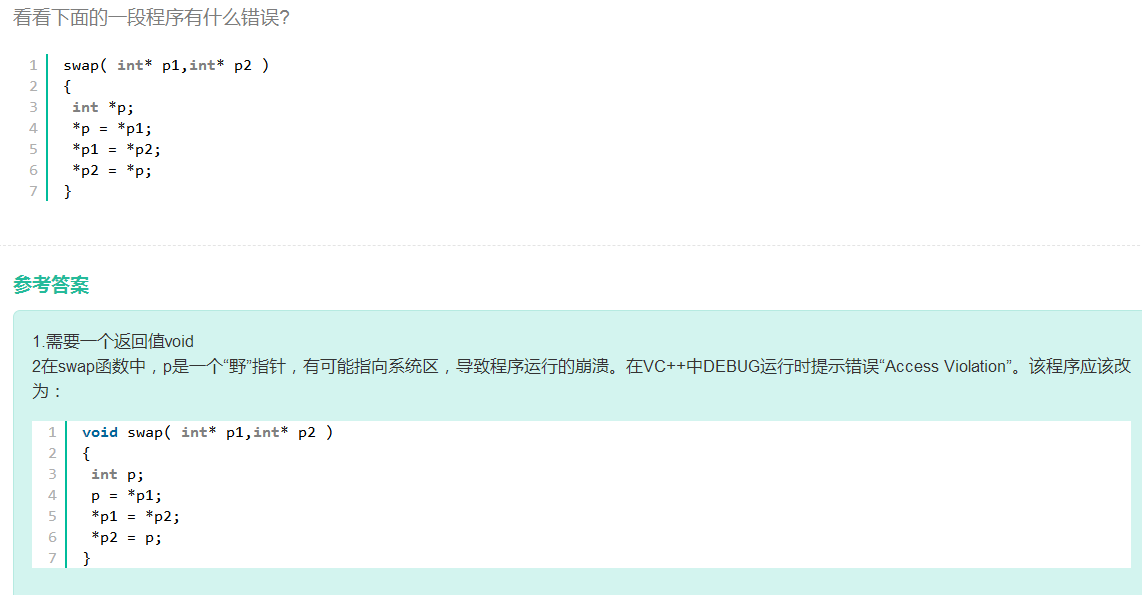 看看下面的一段程序有什么错误?
1 swap( int* p1,int* p2 )
2 {
3 int *p;
4 *p = *p1;
5 *p1 = *p2;
6 *p2 = *p;
7 }
参考答案
1.需要一个返回值void
2在swap函数中，p是一个“野”指针，有可能指向系统区，导致程序运行的崩溃。在VC++中DEBUG运行时提示错误“Access Violation”。该程序应该改
为：
1 void swap( int* p1,int* p2 )
2 {
3 int p;
4 p = *p1;
5 *p1 = *p2;
6 *p2 = p;
7 }